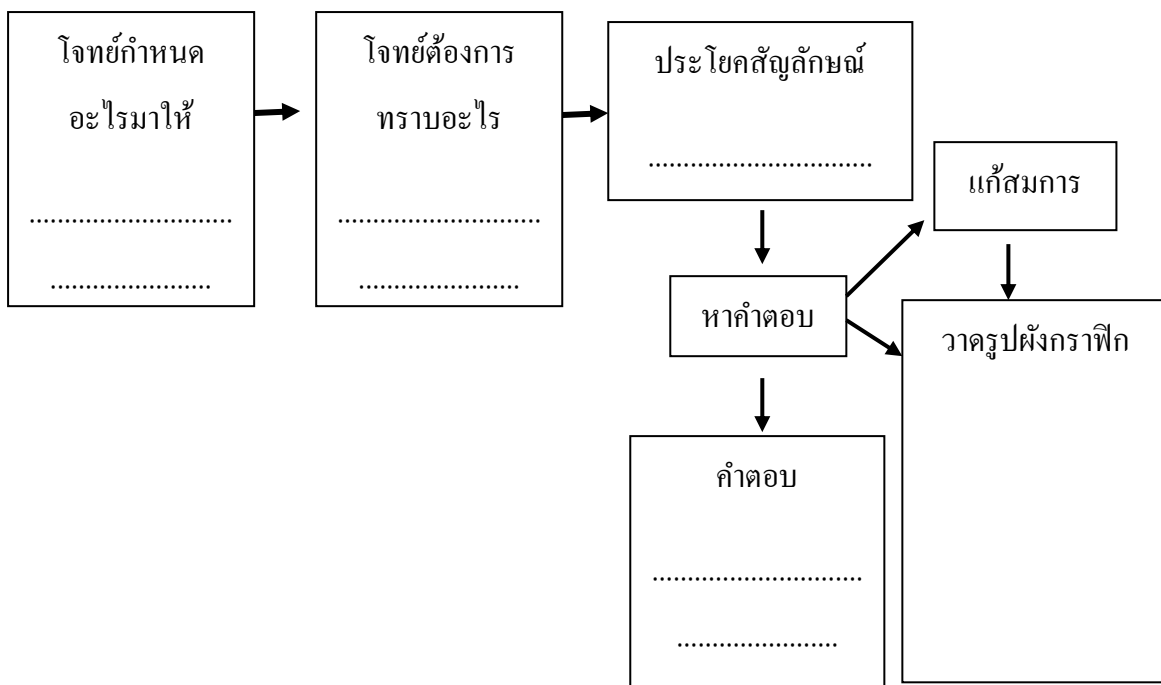 โจทย์กำหนด
อะไรมาให้
.............................
.......................
โจทย์ต้องการ
ทราบอะไร
.............................
.......................
ประโยคสัญลักษณ์
................................
แก้สมการ
หาคำตอบ
วาดรูปผังกราฟิก
คำตอบ
..............................
.......................